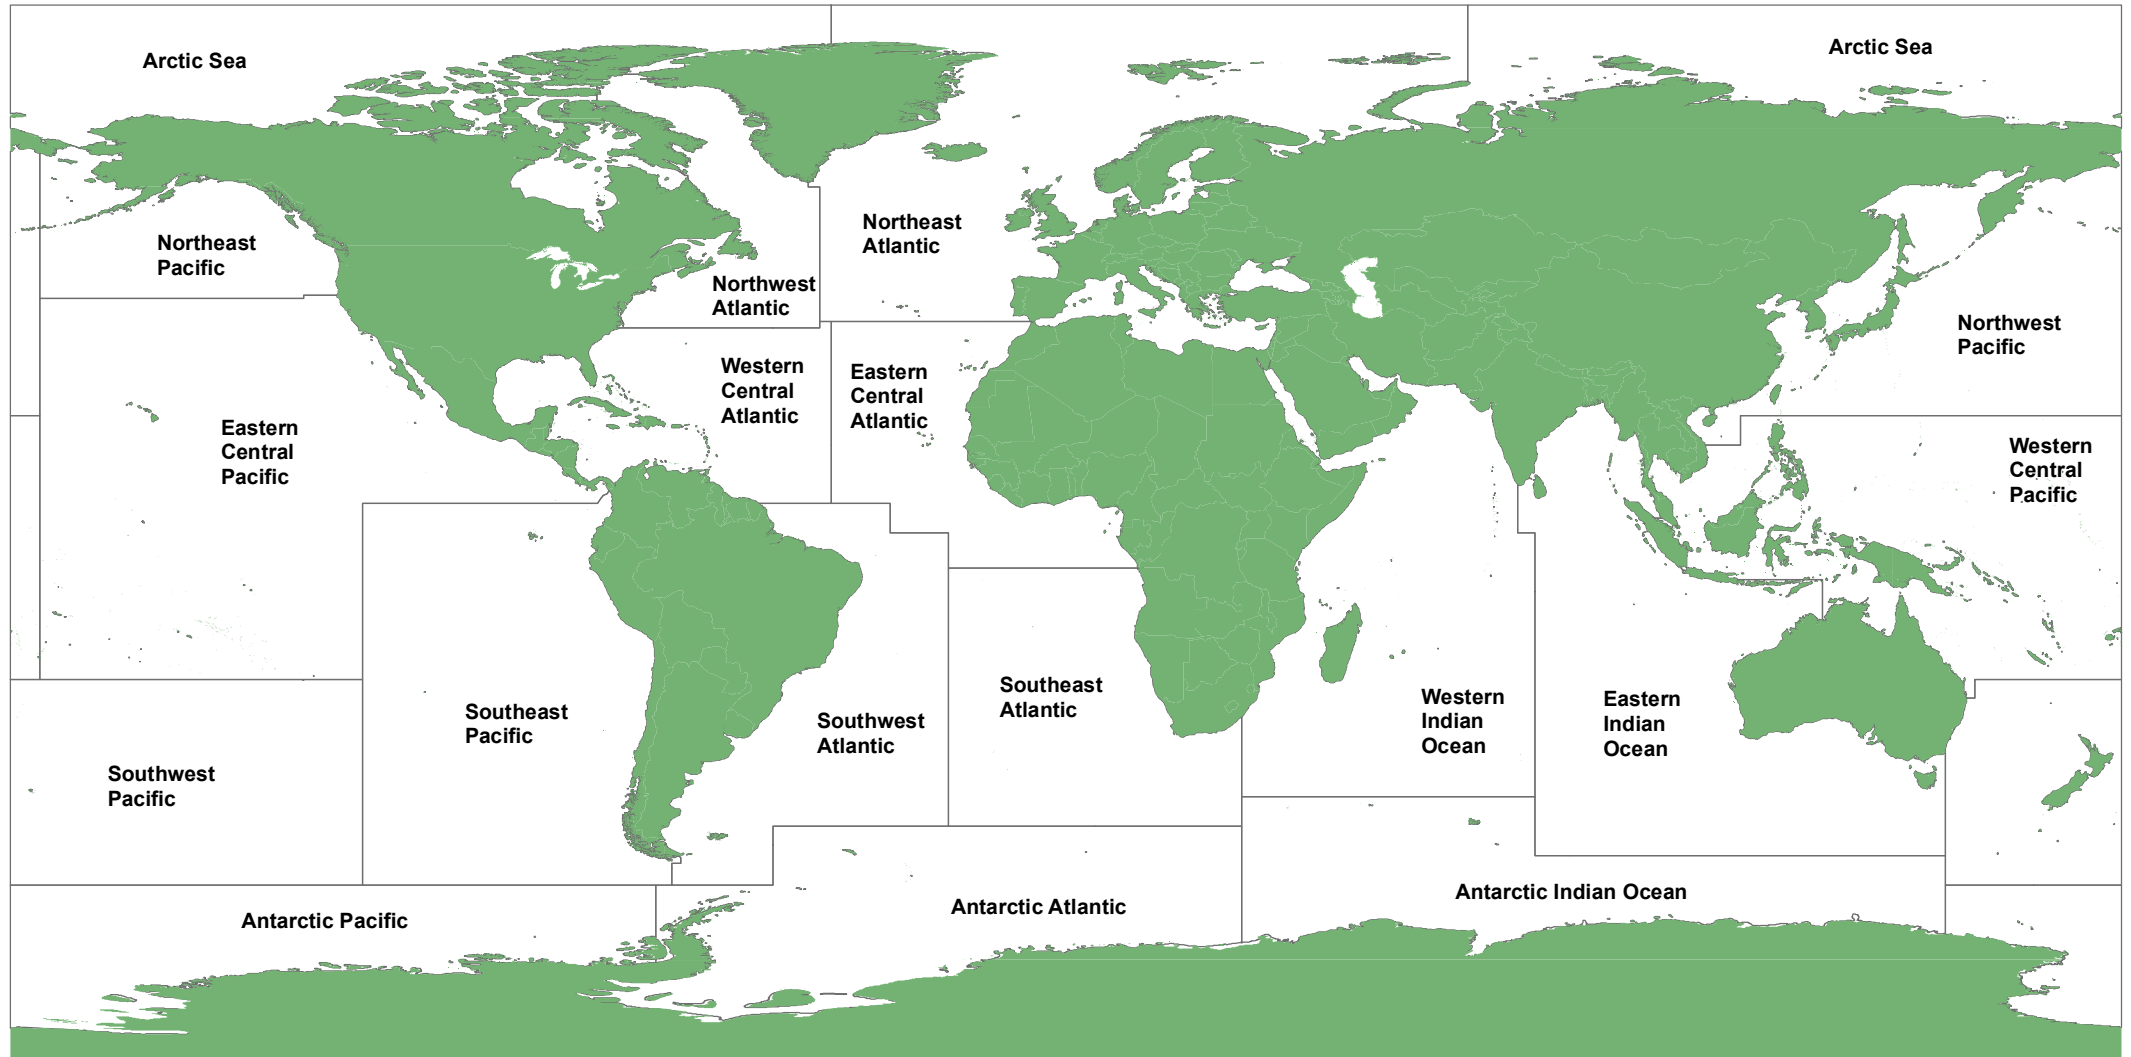 Arctic Sea
Arctic Sea
Northeast
Pacific
Northeast
Atlantic
Northwest
Atlantic
Northwest
Pacific
Western
Central
Atlantic
Eastern
Central
Atlantic
Eastern
Central
Pacific
Western
Central
Pacific
Southeast
Pacific
Southwest
Atlantic
Southeast
Atlantic
Western
Indian
Ocean
Eastern
Indian
Ocean
Southwest
Pacific
Antarctic Pacific
Antarctic Atlantic
Antarctic Indian Ocean